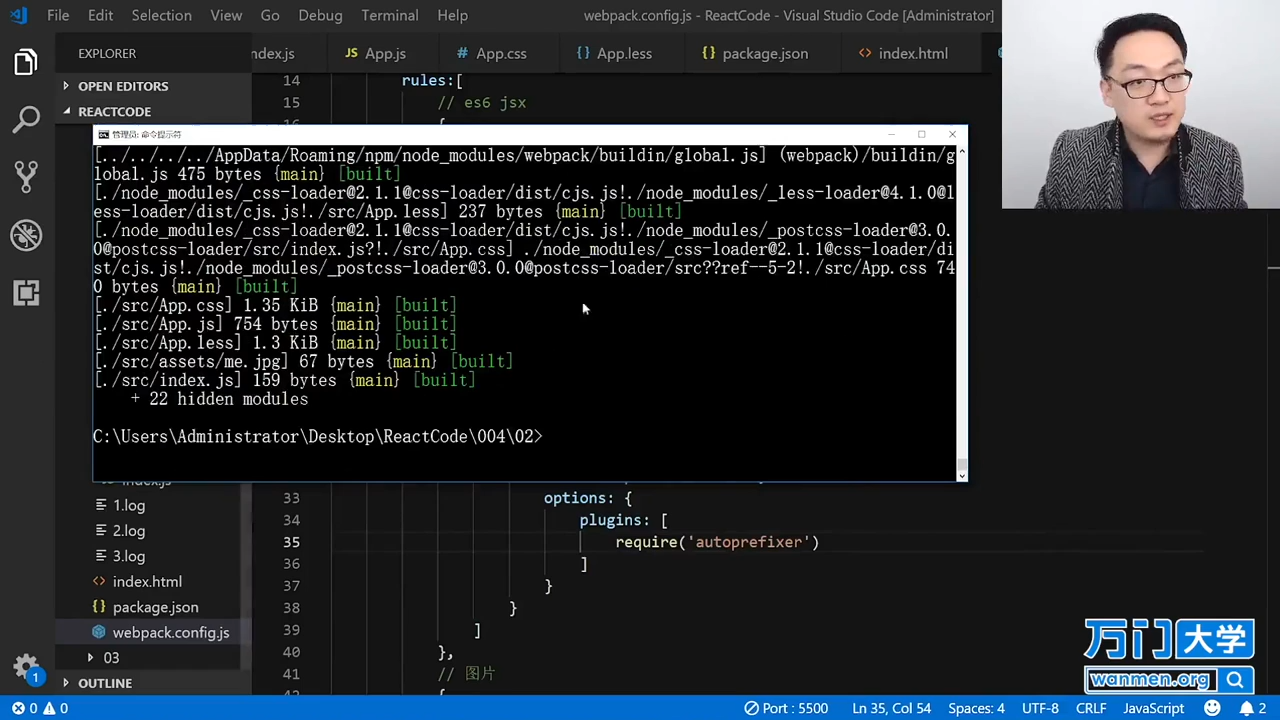 File Edit Selection View Go Debug Terminal Help webpack.config.js - ReactCode - Visual Studio Code [Administrator]
EXPLORER
ndex.js JS App.js # App.css {} App.less {} package.json <> index.html
OPEN EDITORS
REACTCODE
14 rules:[
15 // es6 jsx
管理员: 命令提示符
[../../../../AppData/Roaming/npm/node_modules/webpack/buildin/global.js] (webpack)/buildin/g
lobal.js 475 bytes {main} [built]
[./node_modules/_css-loader@2.1.1@css-loader/dist/cjs.js!./node_modules/_less-loader@4.1.0@l
ess-loader/dist/cjs.js!./src/App.less] 237 bytes {main} [built]
[./node_modules/_css-loader@2.1.1@css-loader/dist/cjs.js!./node_modules/_postcss-loader@3.0.
0@postcss-loader/src/index.js?!./src/App.css] ./node_modules/_css-loader@2.1.1@css-loader/di
st/cjs.js!./node_modules/_postcss-loader@3.0.0@postcss-loader/src??ref--5-2!./src/App.css 74
0 bytes {main} [built]
[./src/App.css] 1.35 KiB {main} [built]
[./src/App.js] 754 bytes {main} [built]
[./src/App.less] 1.3 KiB {main} [built]
[./src/assets/me.jpg] 67 bytes {main} [built]
[./src/index.js] 159 bytes {main} [built]
+ 22 hidden modules
C:\Users\Administrator\Desktop\ReactCode\004\02>
index.js
1.log
2.log
3.log
<> index.html
{} package.json
webpack.config.js
03
OUTLINE
33 options: {
34 plugins: [
35 require('autoprefixer')
36 ]
37 }
38 }
39 ]
40 },
41 // 图片
42 {
万门大学
wanmen.org
1
0 0 Port : 5500 Ln 35, Col 54 Spaces: 4 UTF-8 CRLF JavaScript 2